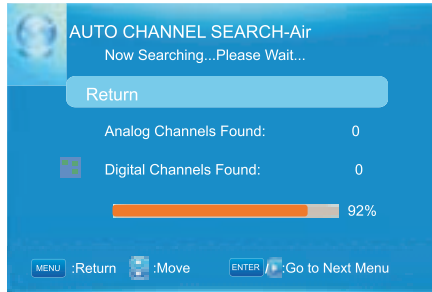 AUTO CHANNEL SEARCH-Air
Now Searching...Please Wait...
Return
Analog Channels Found: 0
Digital Channels Found: 0
92%
MENU :Return :Move ENTER / :Go to Next Menu